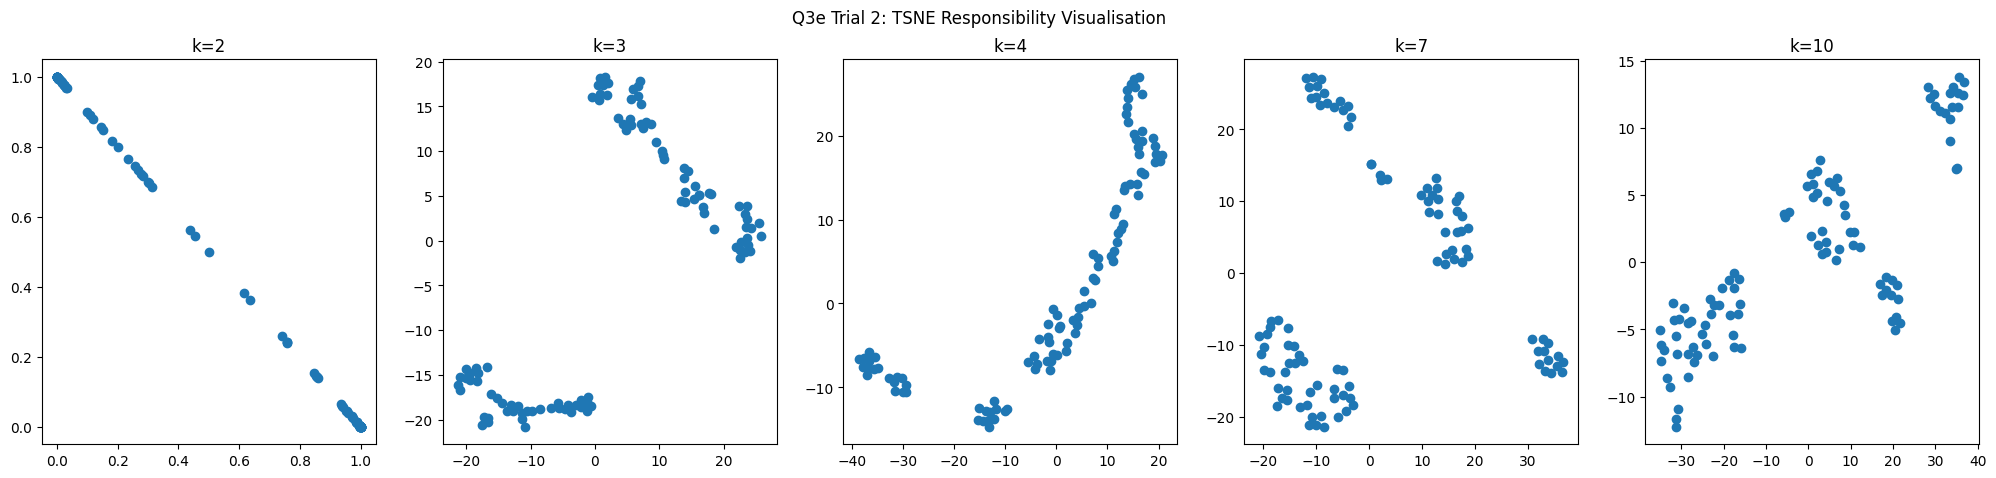 Q3e Trial 2: TSNE Responsibility Visualisation
k=2
1.0
0.8
0.6
0.4
0.2
0.0
0.0 0.2 0.4 0.6 0.8 1.0
k=3
20
15
10
5
0
−5
−10
−15
−20
−20 −10 0 10 20
k=4
20
10
0
−10
−40 −30 −20 −10 0 10 20
k=7
20
10
0
−10
−20
−20 −10 0 10 20 30
k=10
15
10
5
0
−5
−10
−30 −20 −10 0 10 20 30 40